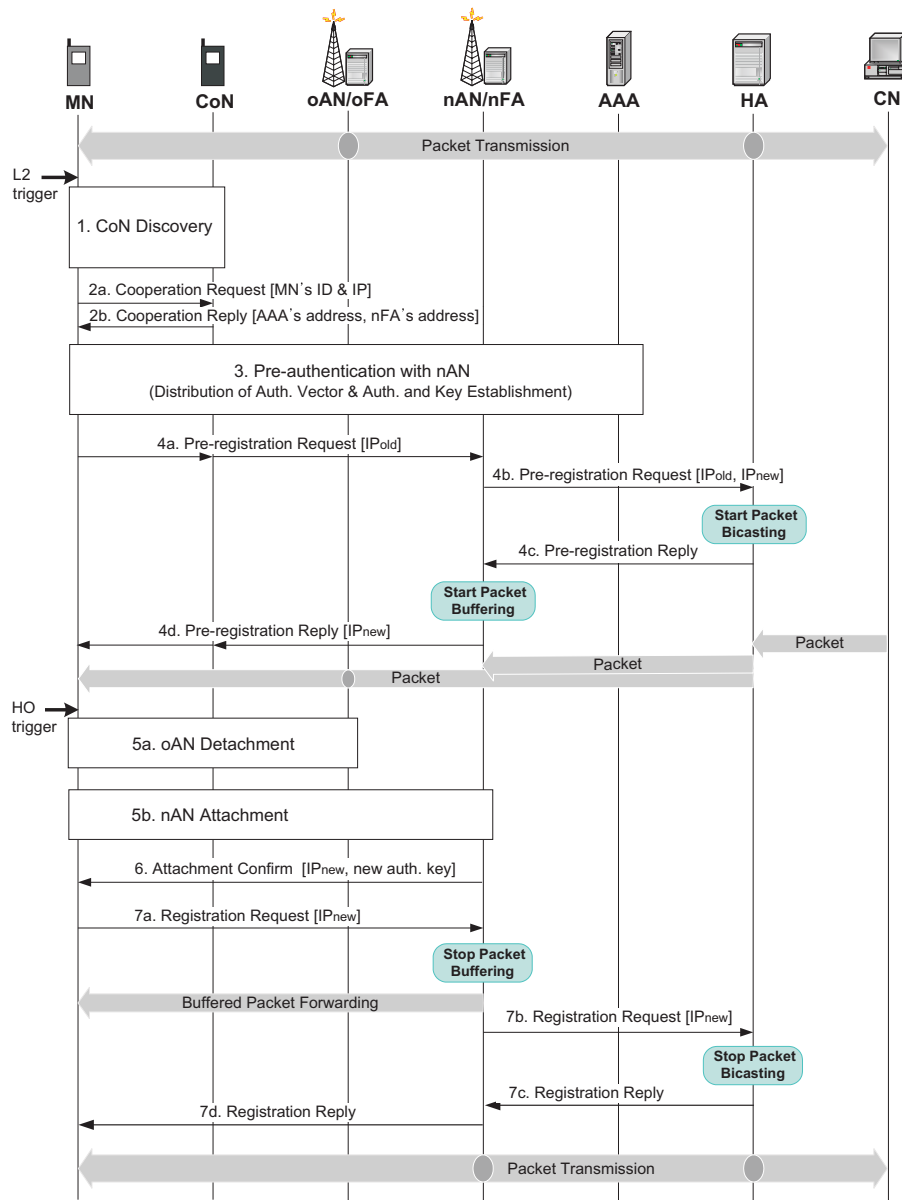 MN
CoN
oAN/oFA
nAN/nFA
AAA
HA
CN
Packet Transmission
L2
trigger
1. CoN Discovery
2a. Cooperation Request [MN's ID & IP]
2b. Cooperation Reply [AAA's address, nFA's address]
3. Pre-authentication with nAN
(Distribution of Auth. Vector & Auth. and Key Establishment)
4a. Pre-registration Request [IPold]
4b. Pre-registration Request [IPold, IPnew]
Start Packet
Bicasting
4c. Pre-registration Reply
Start Packet
Buffering
4d. Pre-registration Reply [IPnew]
Packet
Packet
Packet
HO
trigger
5a. oAN Detachment
5b. nAN Attachment
6. Attachment Confirm [IPnew, new auth. key]
7a. Registration Request [IPnew]
Stop Packet
Buffering
Buffered Packet Forwarding
7b. Registration Request [IPnew]
Stop Packet
Bicasting
7c. Registration Reply
7d. Registration Reply
Packet Transmission